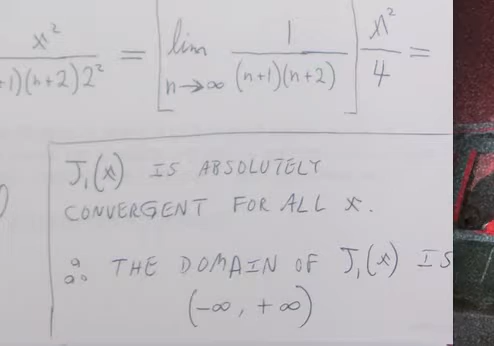 x²
+1)(n+2)2² = [lim n→∞ 1/(n+1)(n+2)] x²/4 =
)
J₁(x) IS ABSOLUTELY
CONVERGENT FOR ALL x.
∴ THE DOMAIN OF J₁(x) IS
(-∞, +∞)